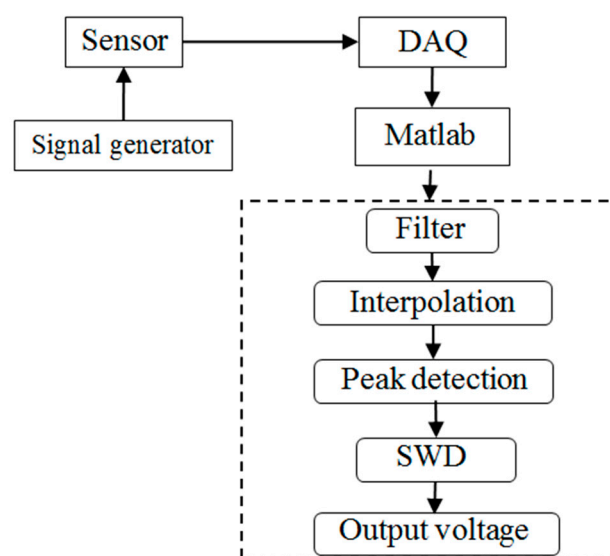 Sensor
DAQ
Signal generator
Matlab
Filter
Interpolation
Peak detection
SWD
Output voltage